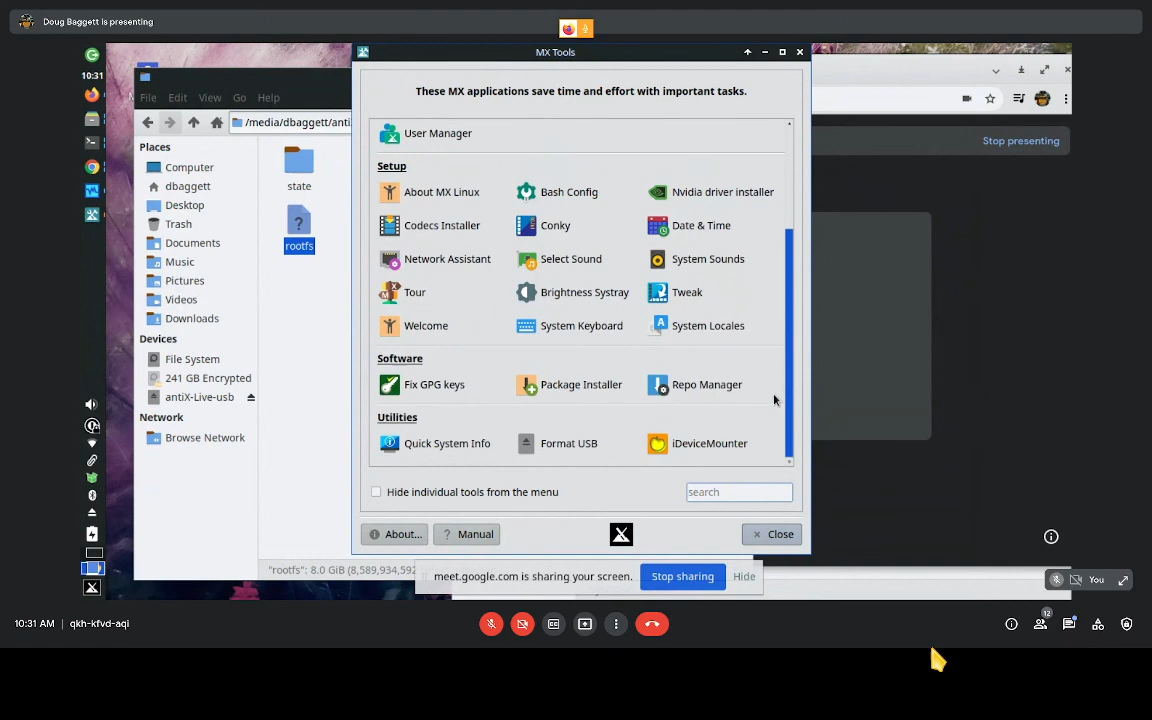 Doug Baggett is presenting
MX Tools
10:31
File Edit View Go Help
/media/dbaggett/anti
Places
Computer
dbaggett
Desktop
Trash
Documents
Music
Pictures
Videos
Downloads
Devices
File System
241 GB Encrypted
antiX-Live-usb
Network
Browse Network
state
rootfs
"rootfs": 8.0 GiB (8,589,934,592
These MX applications save time and effort with important tasks.
User Manager
Setup
About MX Linux Bash Config Nvidia driver installer
Codecs Installer Conky Date & Time
Network Assistant Select Sound System Sounds
Tour Brightness Systray Tweak
Welcome System Keyboard System Locales
Software
Fix GPG keys Package Installer Repo Manager
Utilities
Quick System Info Format USB iDeviceMounter
Hide individual tools from the menu search
About... ? Manual Close
Stop presenting
meet.google.com is sharing your screen. Stop sharing Hide
You
10:31 AM | qkh-kfvd-aqi
12